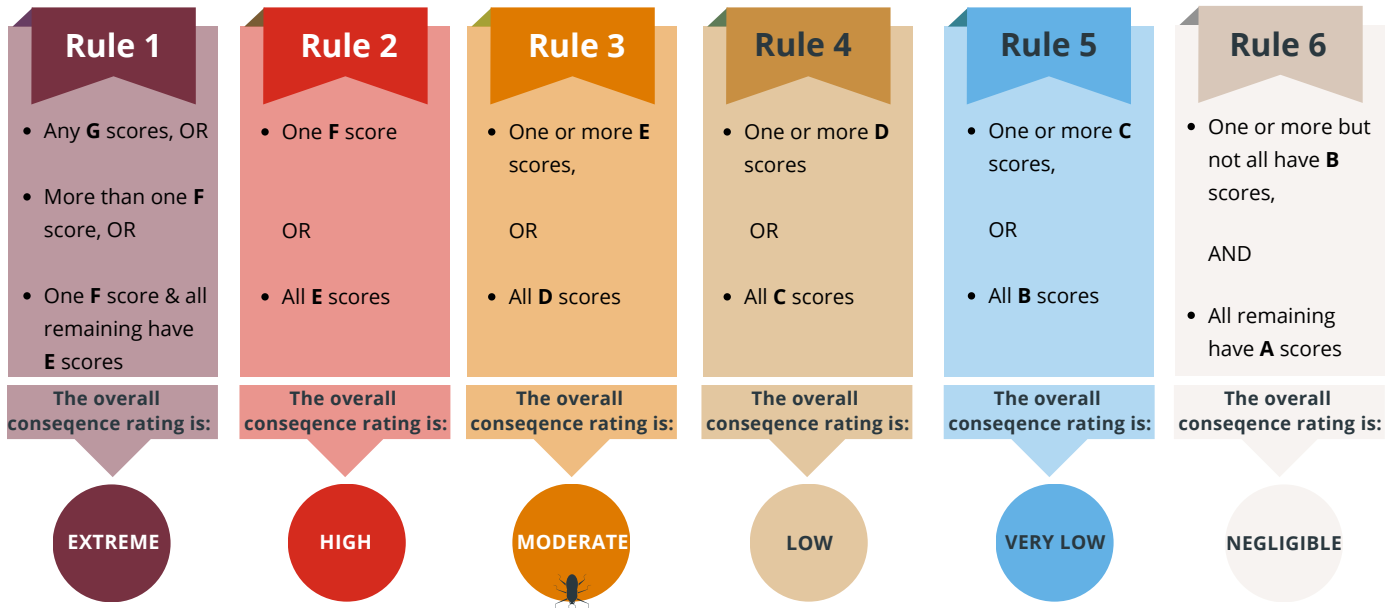 Rule 1
• Any G scores, OR
• More than one F
score, OR
• One F score & all
remaining have
E scores
The overall
conseqence rating is:
EXTREME
Rule 2
• One F score
OR
• All E scores
The overall
conseqence rating is:
HIGH
Rule 3
• One or more E
scores,
OR
• All D scores
The overall
conseqence rating is:
MODERATE
Rule 4
• One or more D
scores
OR
• All C scores
The overall
conseqence rating is:
LOW
Rule 5
• One or more C
scores,
OR
• All B scores
The overall
conseqence rating is:
VERY LOW
Rule 6
• One or more but
not all have B
scores,
AND
• All remaining
have A scores
The overall
conseqence rating is:
NEGLIGIBLE